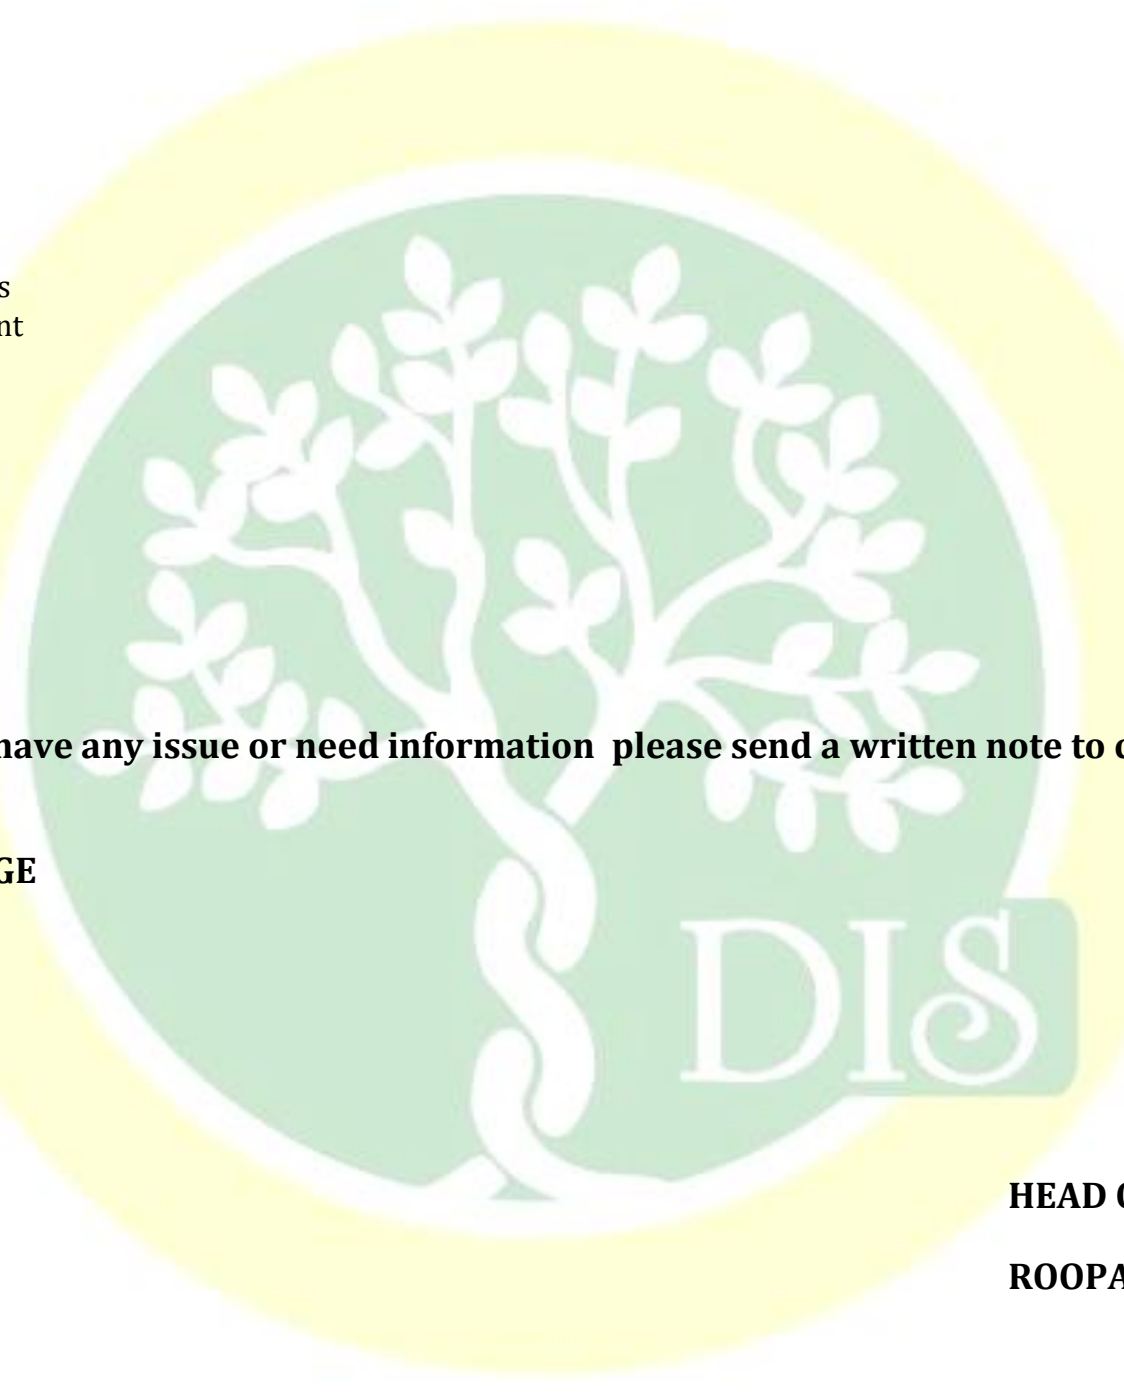 s
nt
have any issue or need information please send a written note to c
GE
DIS
HEAD O
ROOPA